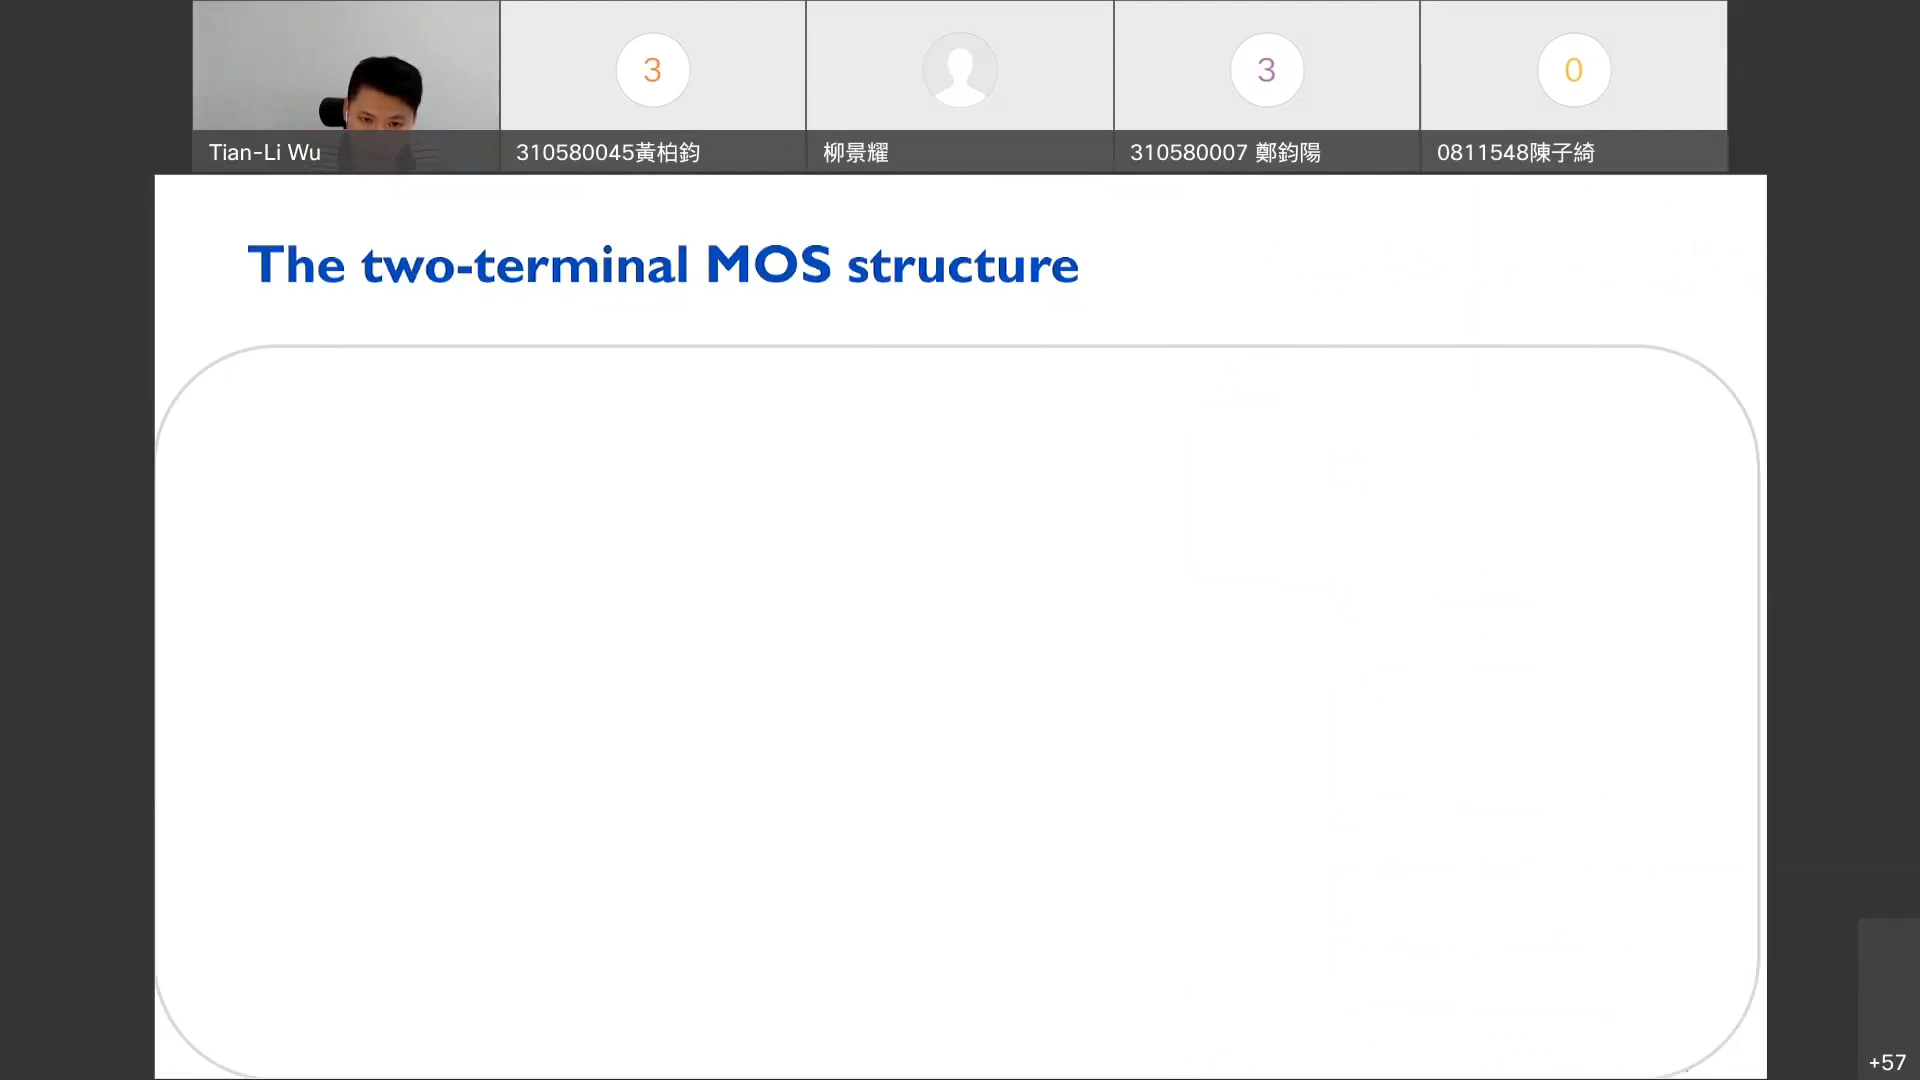 3
3
0
Tian-Li Wu
310580045黃柏鈞
柳景耀
310580007 鄭鈞陽
0811548陳子綺
The two-terminal MOS structure
+57